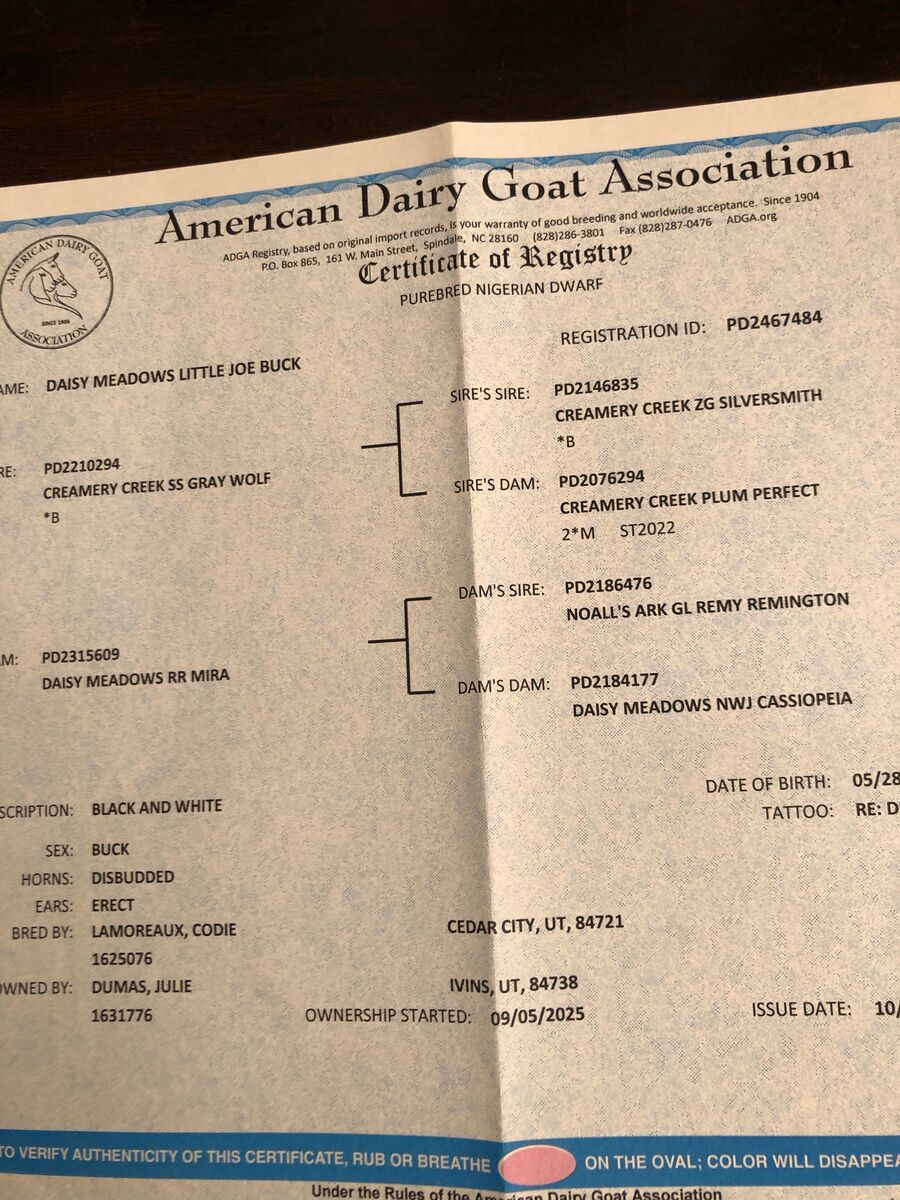 American Dairy Goat Association
ADGA Registry, based on original import records, is your warranty of good breeding and worldwide acceptance. Since 1904
P.O. Box 865, 161 W. Main Street, Spindale, NC 28160 (828)286-3801 Fax (828)287-0476 ADGA.org
Certificate of Registry
PUREBRED NIGERIAN DWARF
AMERICAN DAIRY GOAT
SINCE 1904
ASSOCIATION
REGISTRATION ID: PD2467484
AME: DAISY MEADOWS LITTLE JOE BUCK
SIRE'S SIRE: PD2146835
CREAMERY CREEK ZG SILVERSMITH
*B
RE: PD2210294
CREAMERY CREEK SS GRAY WOLF
*B
SIRE'S DAM: PD2076294
CREAMERY CREEK PLUM PERFECT
2*M ST2022
DAM'S SIRE: PD2186476
NOALL'S ARK GL REMY REMINGTON
M: PD2315609
DAISY MEADOWS RR MIRA
DAM'S DAM: PD2184177
DAISY MEADOWS NWJ CASSIOPEIA
DATE OF BIRTH: 05/28
TATTOO: RE: D
SCRIPTION: BLACK AND WHITE
SEX: BUCK
HORNS: DISBUDDED
EARS: ERECT
BRED BY: LAMOREAUX, CODIE CEDAR CITY, UT, 84721
1625076
OWNED BY: DUMAS, JULIE IVINS, UT, 84738
1631776 OWNERSHIP STARTED: 09/05/2025 ISSUE DATE: 10/
TO VERIFY AUTHENTICITY OF THIS CERTIFICATE, RUB OR BREATHE ON THE OVAL; COLOR WILL DISAPPEA
Under the Rules of the American Dairy Goat Association